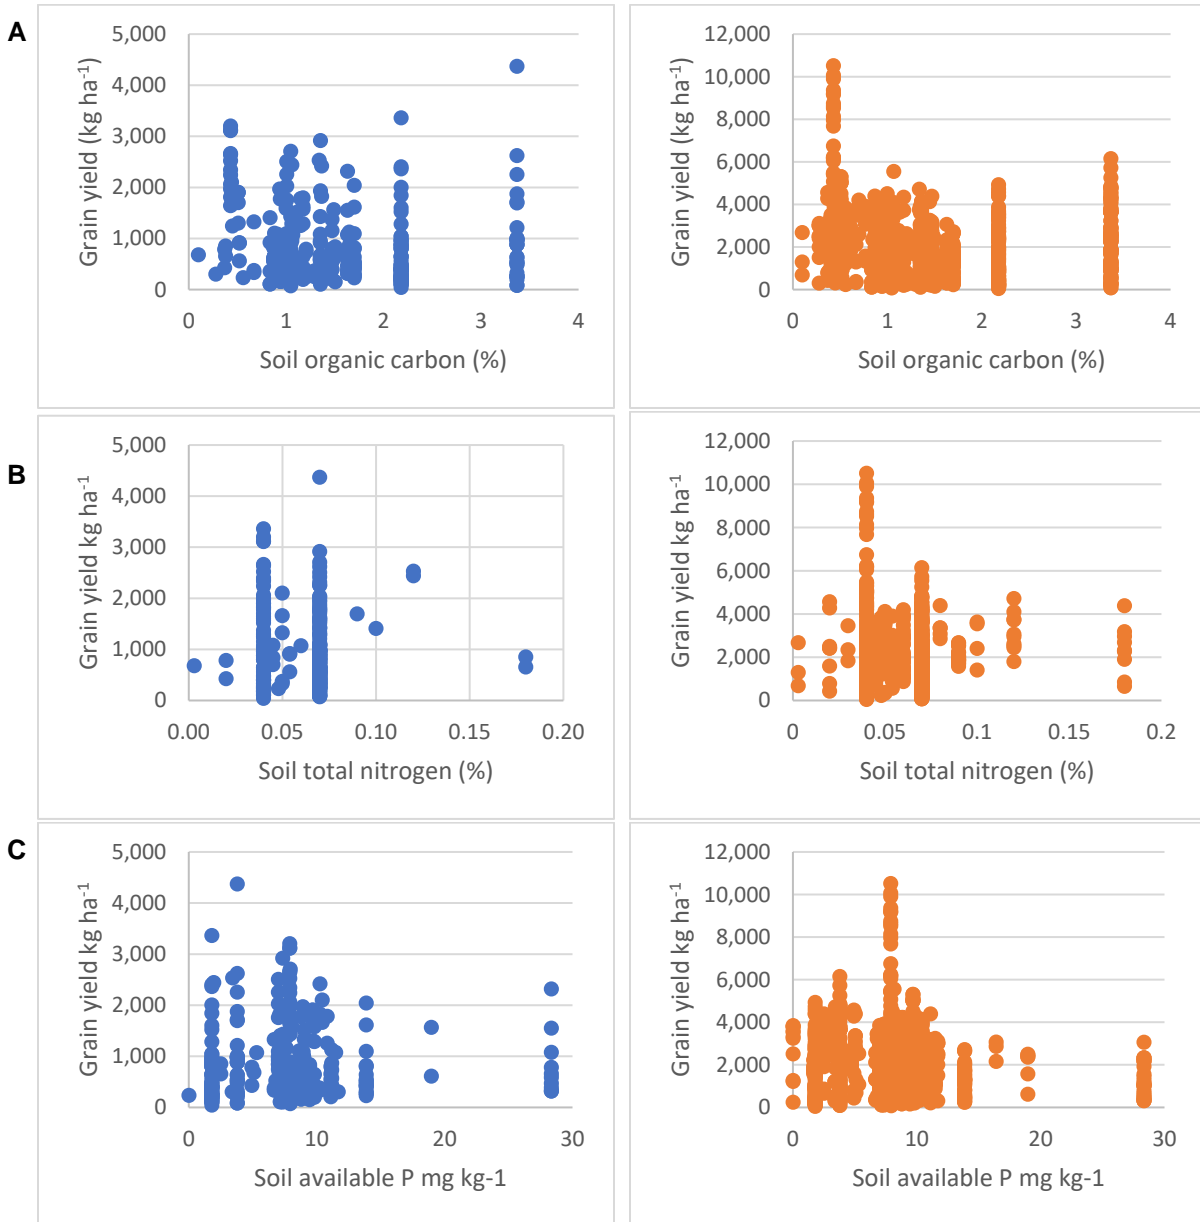 A
Grain yield (kg ha⁻¹)
5,000
4,000
3,000
2,000
1,000
0
0 1 2 3 4
Soil organic carbon (%)
Grain yield (kg ha⁻¹)
12,000
10,000
8,000
6,000
4,000
2,000
0
0 1 2 3 4
Soil organic carbon (%)
B
Grain yield kg ha⁻¹
5,000
4,000
3,000
2,000
1,000
0
0.00 0.05 0.10 0.15 0.20
Soil total nitrogen (%)
Grain yield kg ha⁻¹
12,000
10,000
8,000
6,000
4,000
2,000
0
0 0.05 0.1 0.15 0.2
Soil total nitrogen (%)
C
Grain yield kg ha⁻¹
5,000
4,000
3,000
2,000
1,000
0
0 10 20 30
Soil available P mg kg-1
Grain yield kg ha⁻¹
12,000
10,000
8,000
6,000
4,000
2,000
0
0 10 20 30
Soil available P mg kg-1